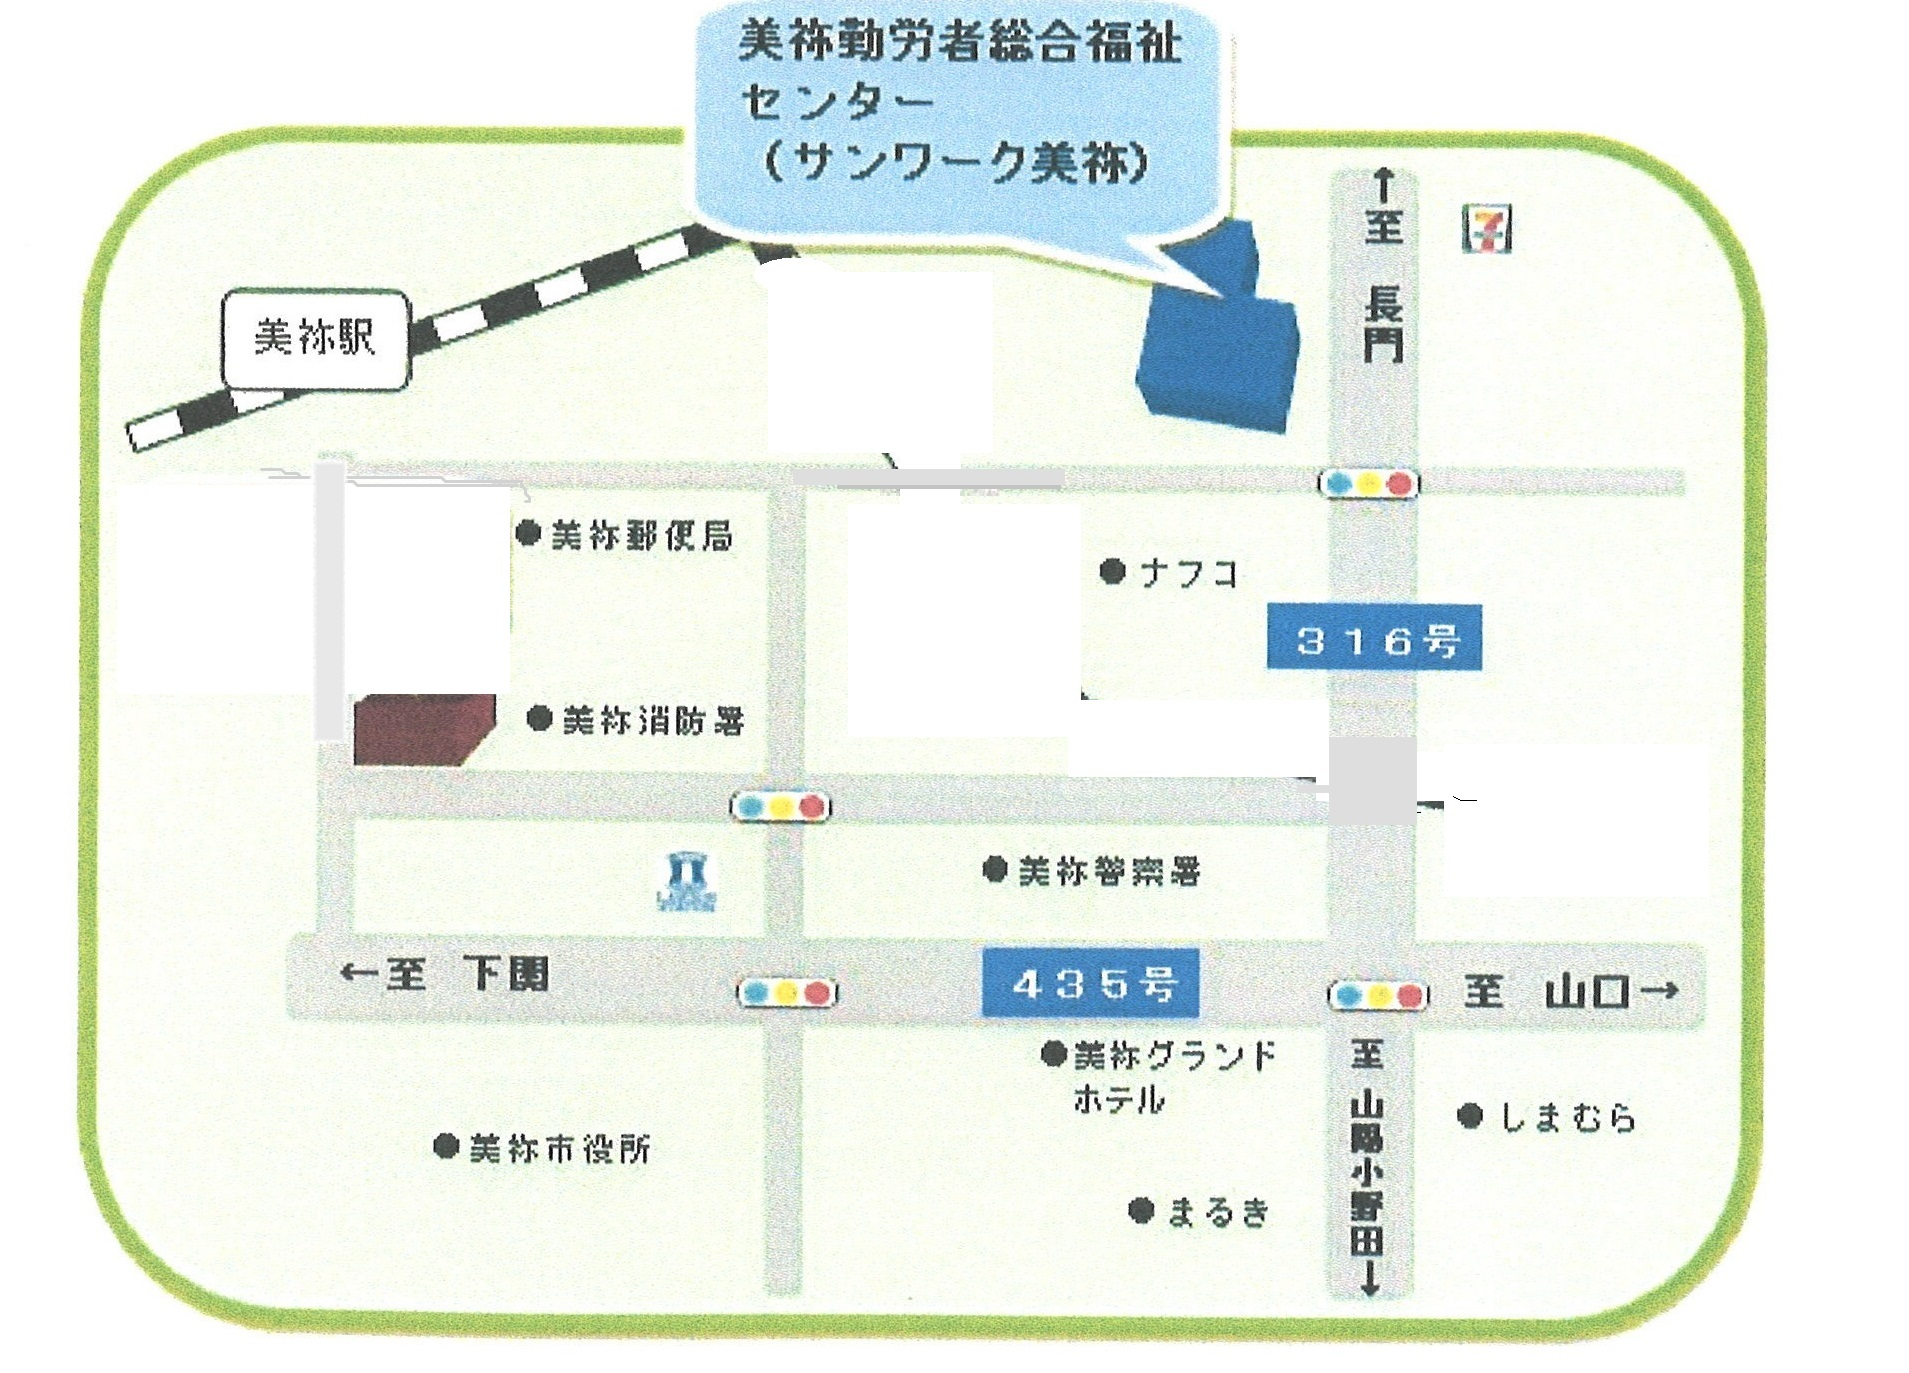 美祢勤労者総合福祉
センター
（サンワーク美祢）
↑至 長門
7
美祢駅
●美祢郵便局
●ナフコ
３１６号
●美祢消防署
●美祢警察署
←至 下関
４３５号
至 山口→
●美祢グランド
ホテル
至 山陽小野田↓
●しまむら
●美祢市役所
●まるき